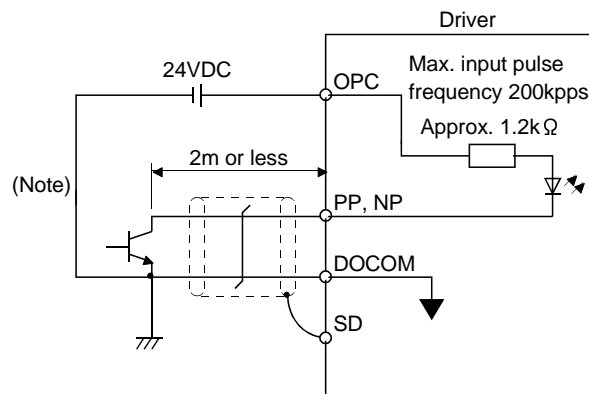 Driver
24VDC
OPC
Max. input pulse
frequency 200kpps
Approx. 1.2kΩ
2m or less
(Note)
PP, NP
DOCOM
SD